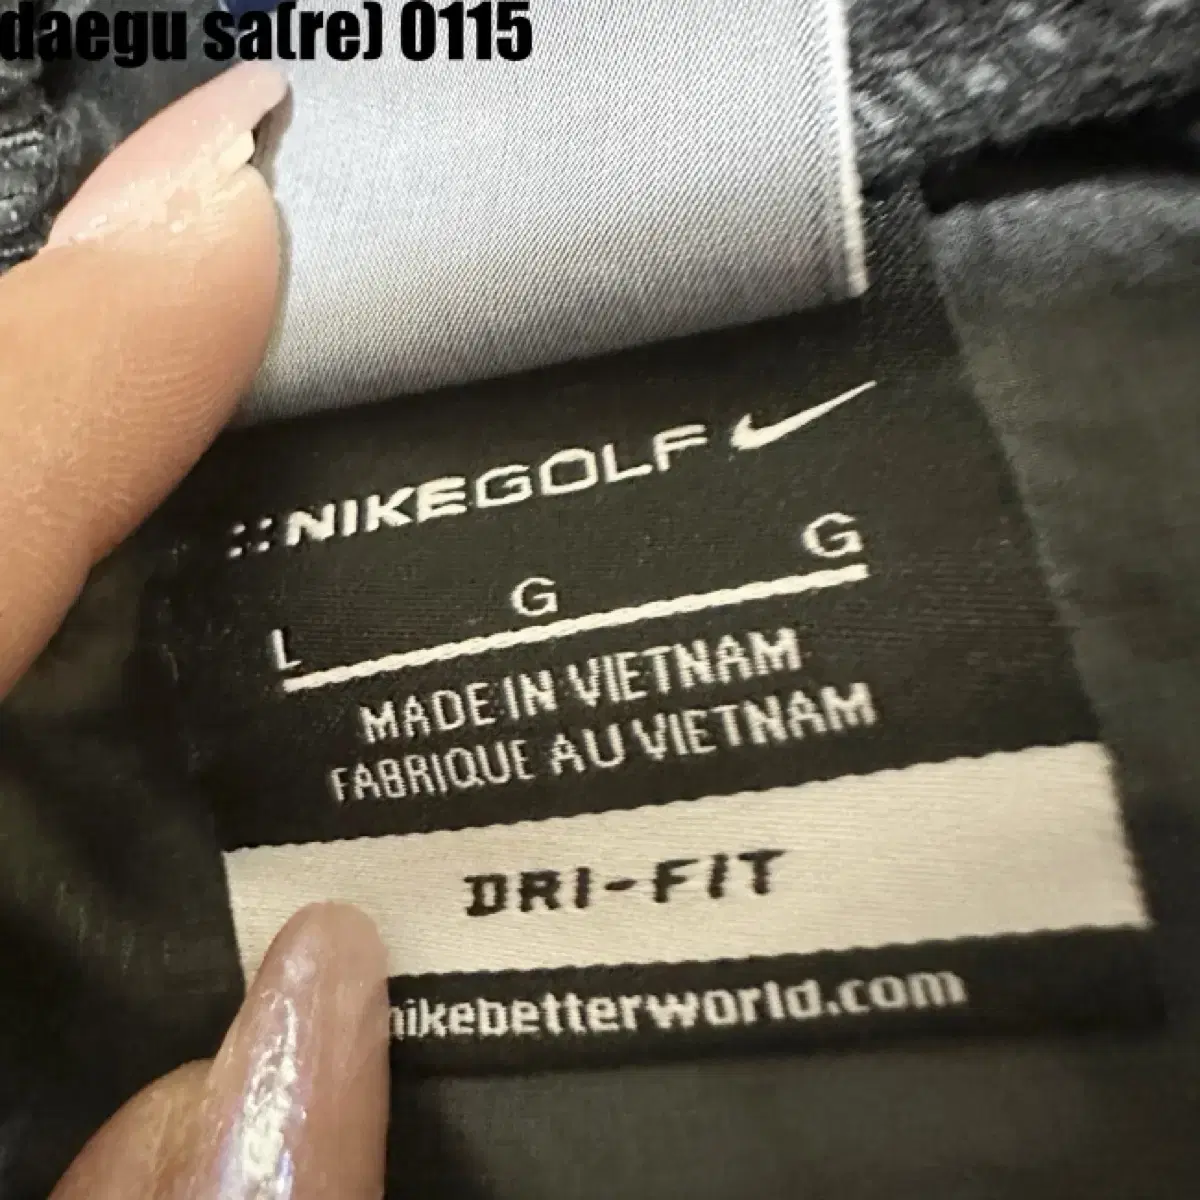 daegu sa(re) 0115
NIKEGOLF
L G G
MADE IN VIETNAM
FABRIQUE AU VIETNAM
DRI-FIT
nikebetterworld.com